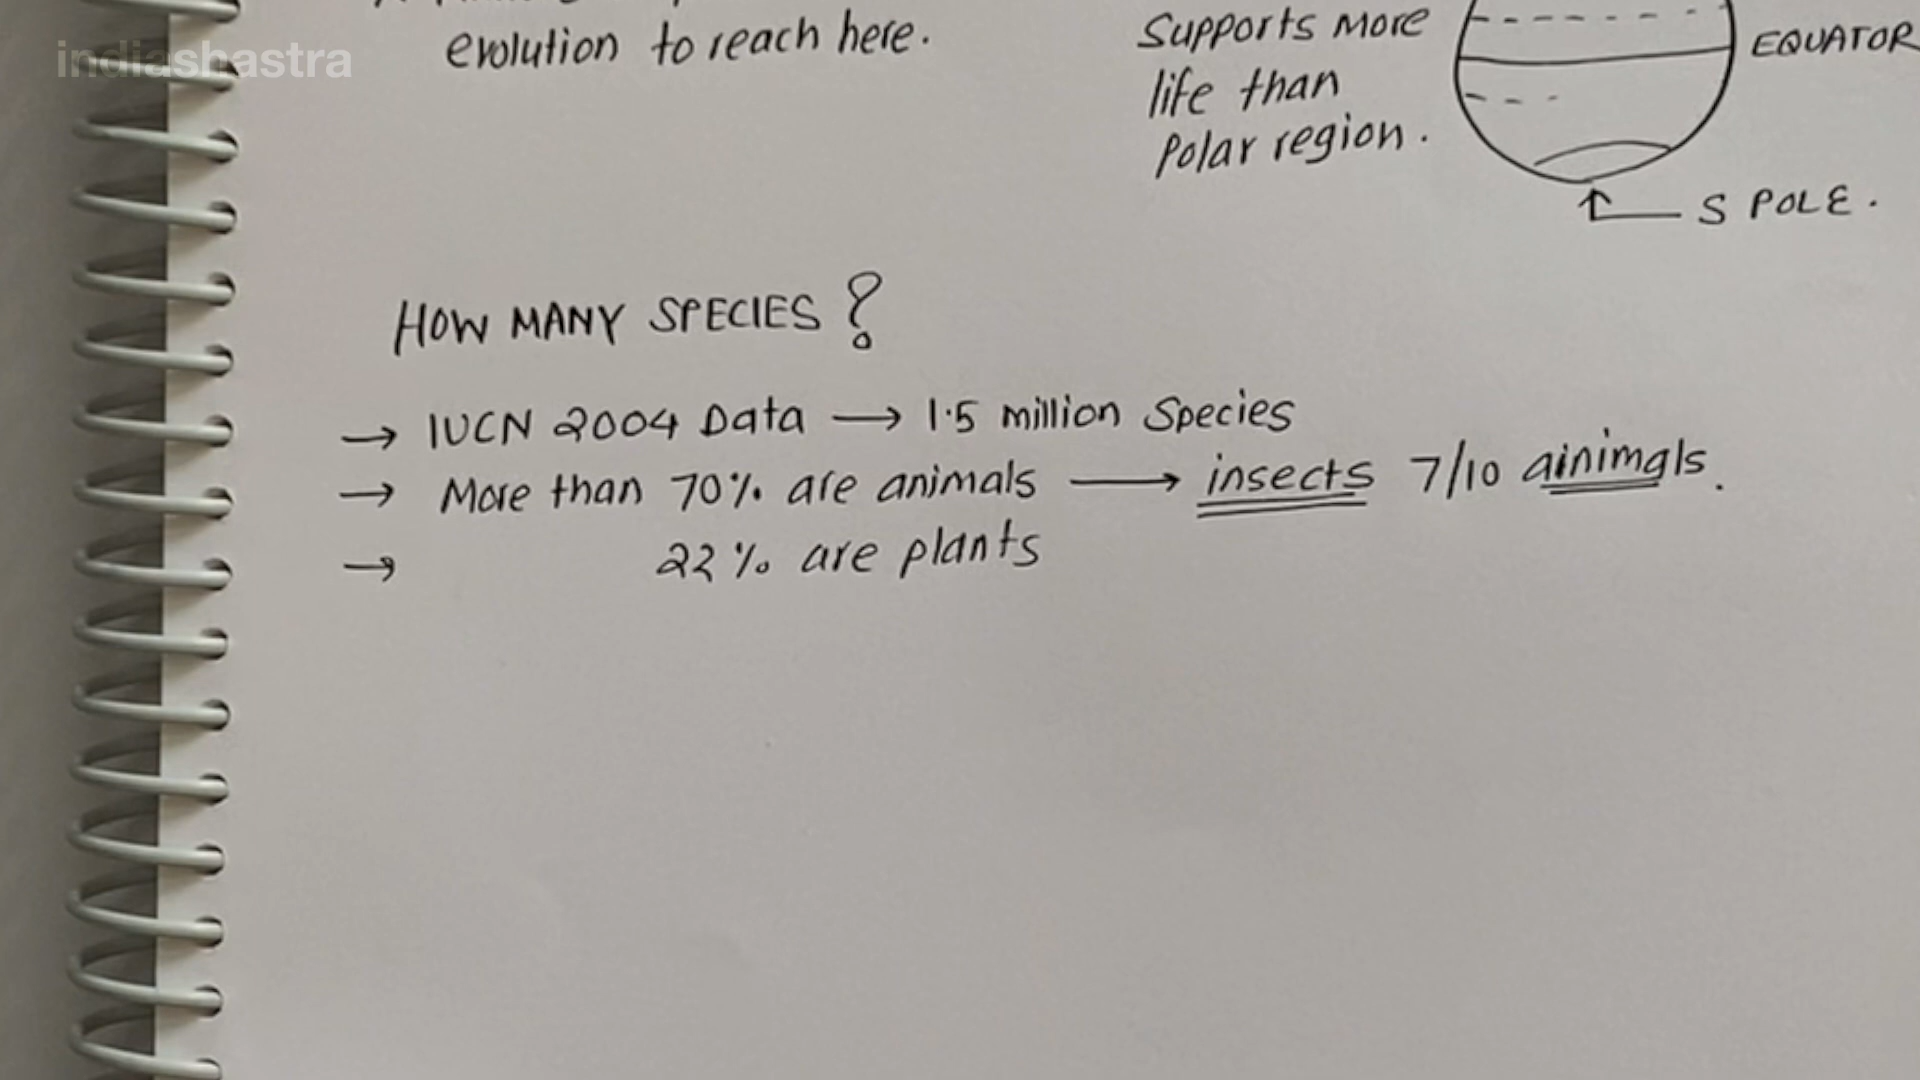 indiashastra
evolution to reach here.
Supports More
life than
Polar region.
EQUATOR
S POLE.
HOW MANY SPECIES ?
→ IUCN 2004 Data → 1.5 million Species
→ More than 70% are animals → insects 7/10 ainimals.
→ 22% are plants